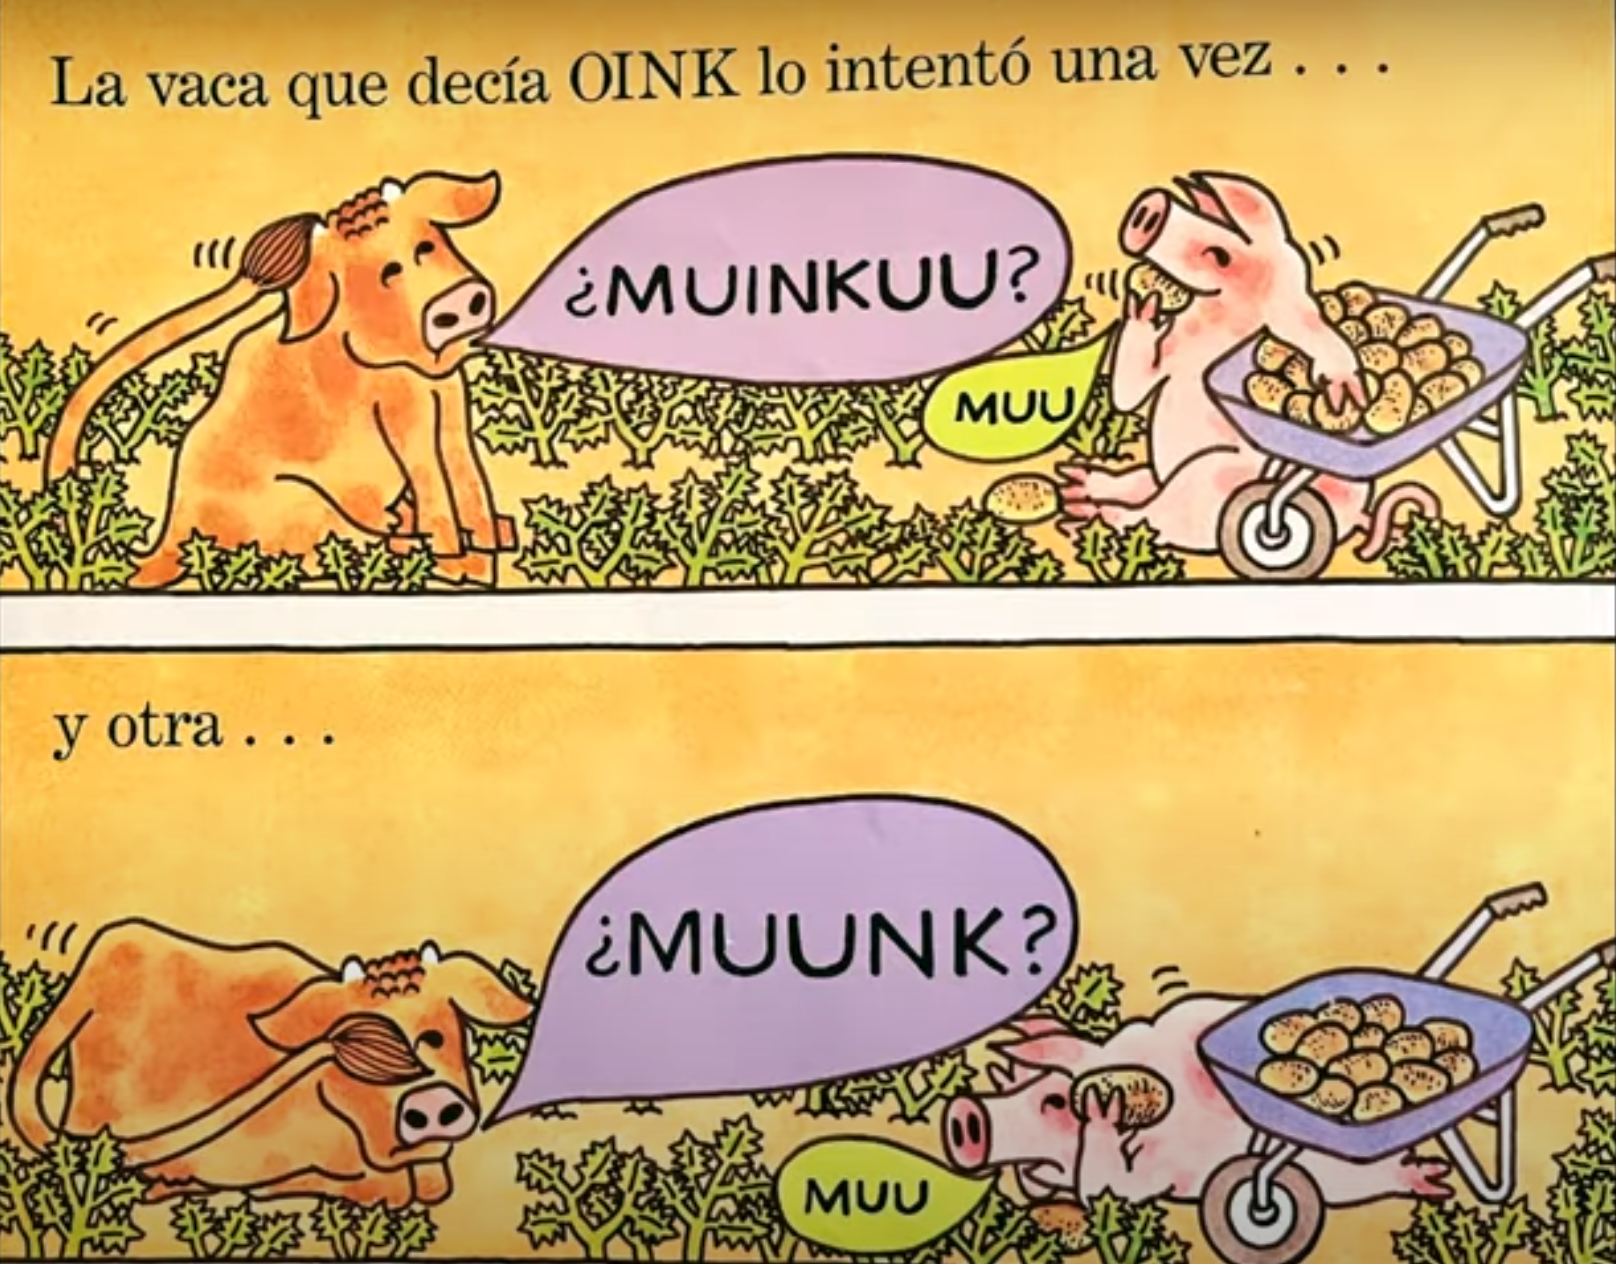 La vaca que decía OINK lo intentó una vez . . .
¿MUINKUU?
MUU
y otra . . .
¿MUUNK?
MUU